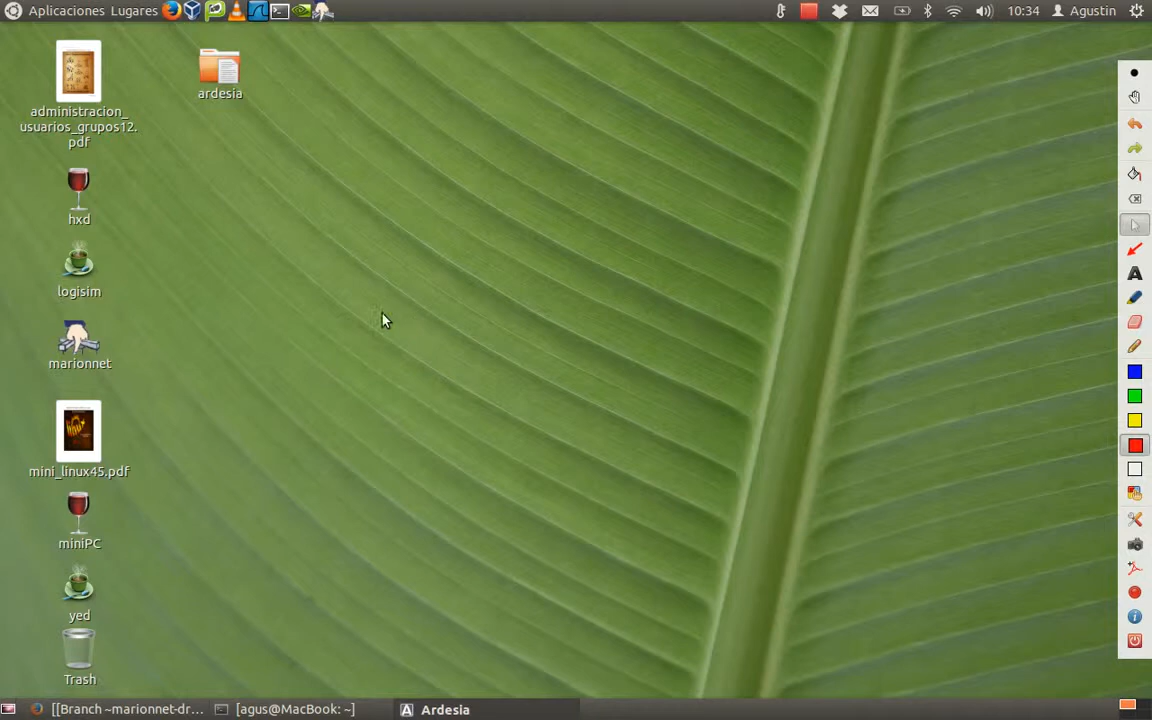 Aplicaciones Lugares 10:34 Agustin
administracion_
usuarios_grupos12.
pdf
ardesia
hxd
logisim
marionnet
mini_linux45.pdf
miniPC
yed
Trash
A
[[Branch ~marionnet-dr... [agus@MacBook: ~] A Ardesia